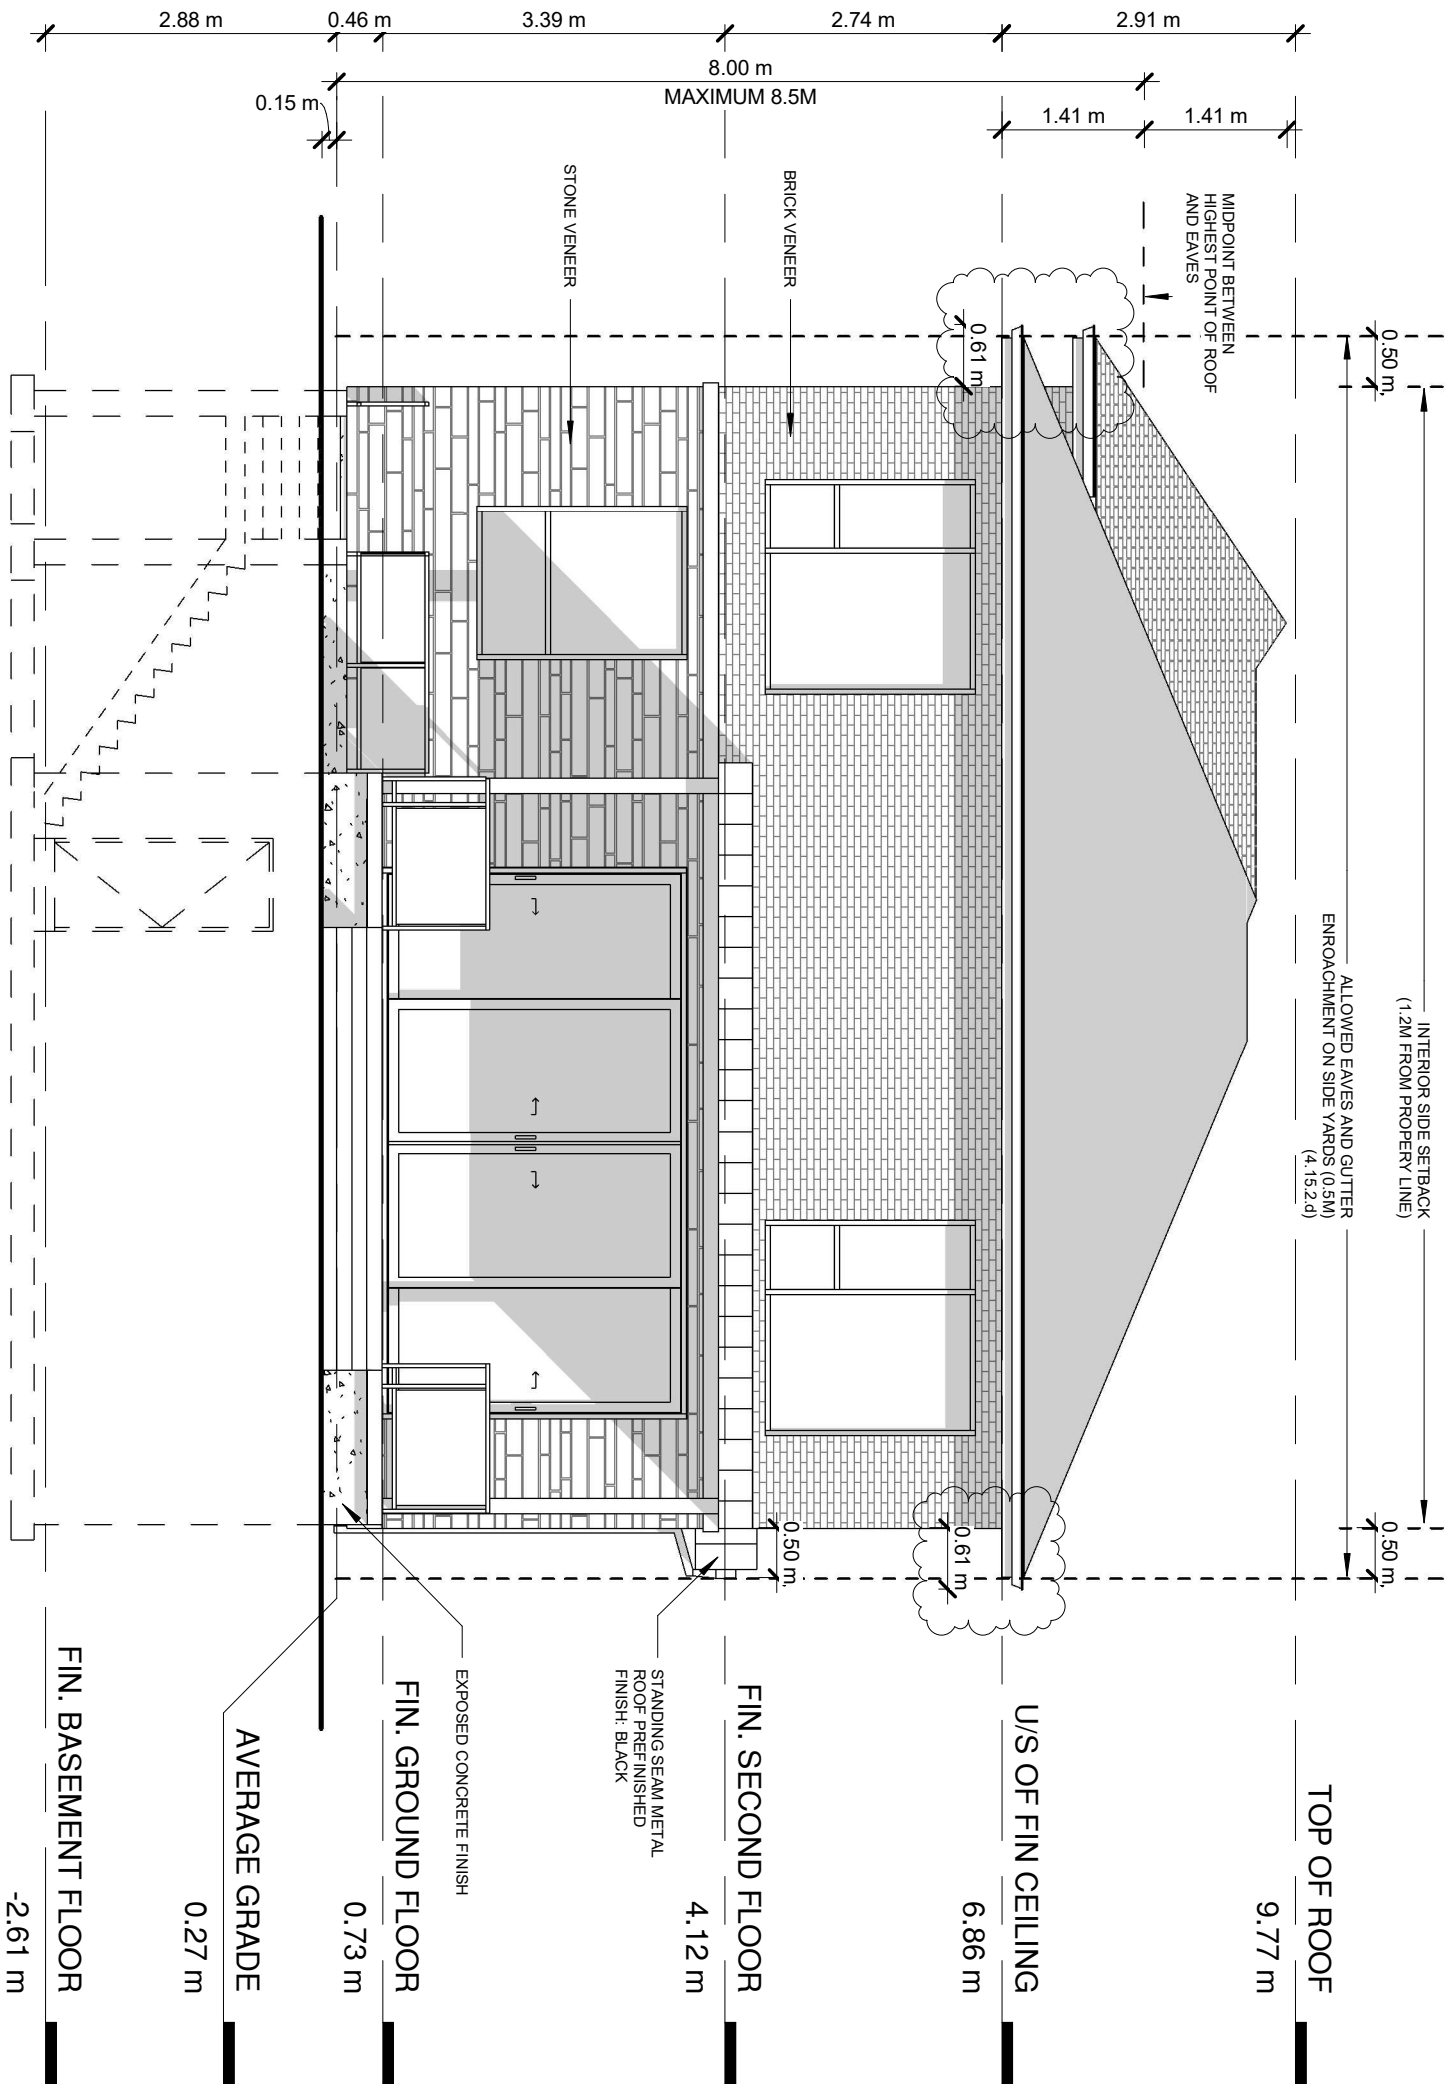 2.88 m
0.46 m
3.39 m
2.74 m
2.91 m
8.00 m
MAXIMUM 8.5M
0.15 m
1.41 m
1.41 m
MIDPOINT BETWEEN
HIGHEST POINT OF ROOF
AND EAVES
BRICK VENEER
STONE VENEER
0.61 m
0.50 m
INTERIOR SIDE SETBACK
(1.2M FROM PROPERY LINE)
ALLOWED EAVES AND GUTTER
ENROACHMENT ON SIDE YARDS (0.5M)
(4.15.2.d)
0.50 m
0.61 m
0.50 m
STANDING SEAM METAL
ROOF PREFINISHED
FINISH: BLACK
EXPOSED CONCRETE FINISH
TOP OF ROOF
9.77 m
U/S OF FIN CEILING
6.86 m
FIN. SECOND FLOOR
4.12 m
FIN. GROUND FLOOR
0.73 m
AVERAGE GRADE
0.27 m
FIN. BASEMENT FLOOR
-2.61 m